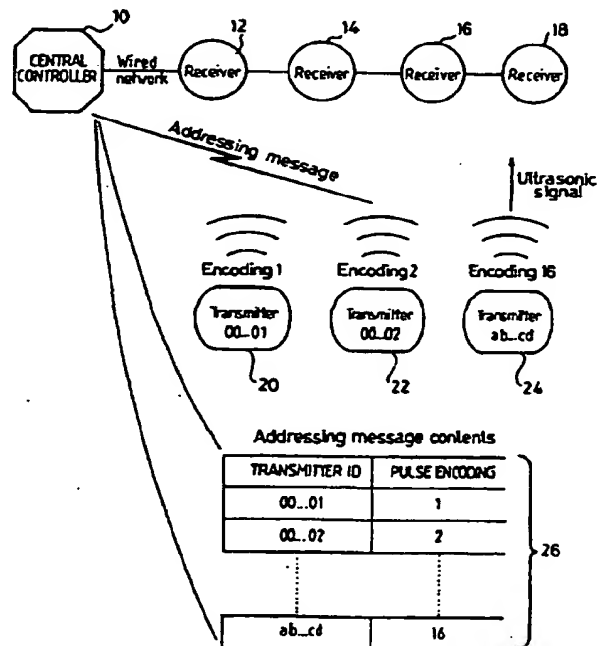 10
12
14
16
18
CENTRAL
CONTROLLER
Wired
network
Receiver
Receiver
Receiver
Receiver
Addressing message
Ultrasonic
signal
Encoding 1
Encoding 2
Encoding 16
Transmitter
00...01
Transmitter
00...02
Transmitter
ab...cd
20
22
24
Addressing message contents
TRANSMITTER ID PULSE ENCODING
00...01 1
00...02 2
26
ab...cd 16